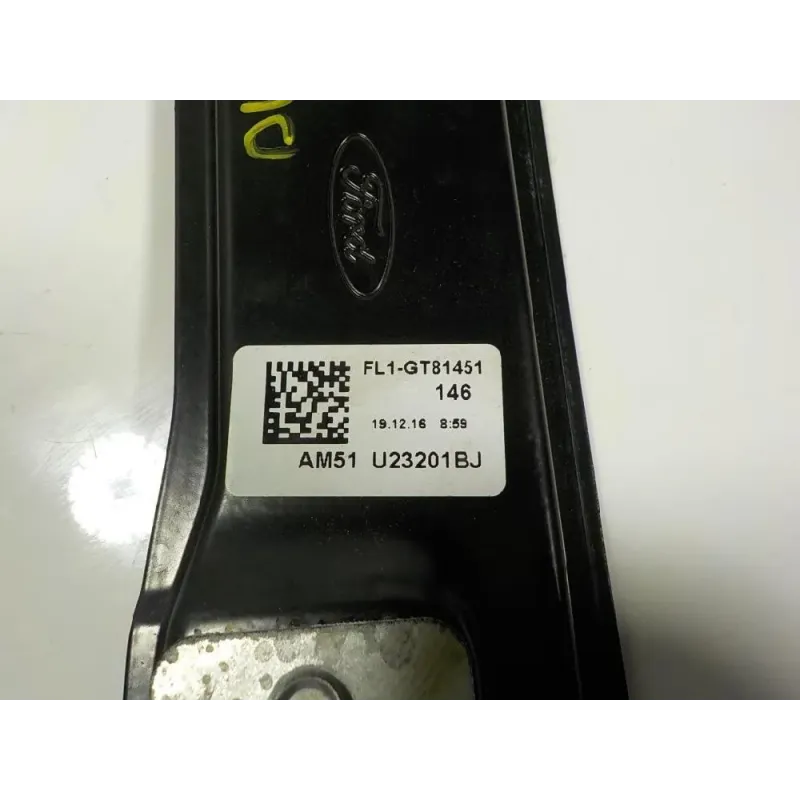 Ford
FL1-GT81451
146
19.12.16 8:59
AM51 U23201BJ